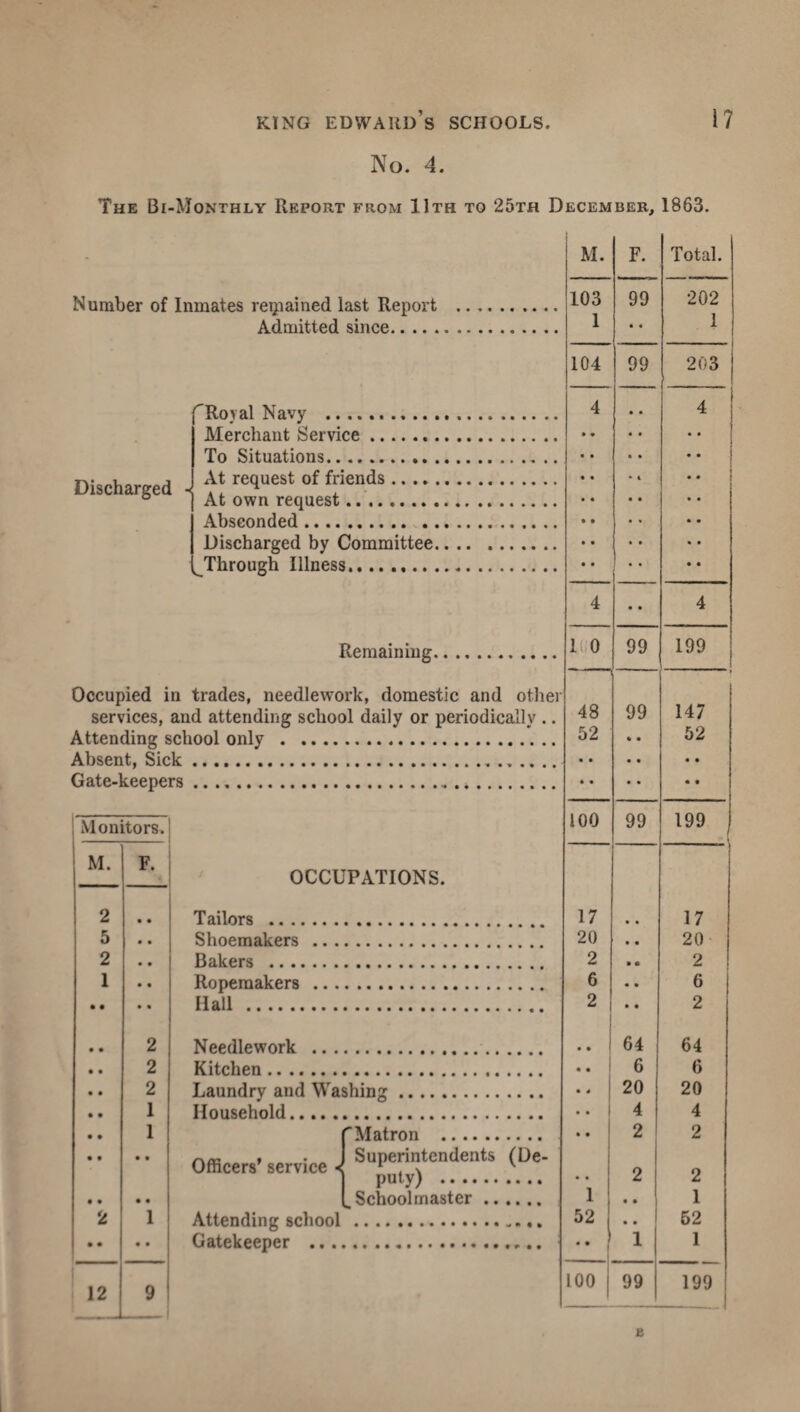 KING EDWARD'S SCHOOLS. 17
No. 4.
The Bi-Monthly Report from 11th to 25th December, 1863.
M. F. Total.
Number of Inmates remained last Report ........... 103 99 202
Admitted since.................. 1 .. 1
104 99 203
Discharged
Royal Navy .................... 4 .. 4
Merchant Service .................... .. .. ..
To Situations.................... .. .. ..
At request of friends .................... .. .. ..
At own request .................... .. .. ..
Absconded .................... .. .. ..
Discharged by Committee............ .. .. ..
Through Illness.................... .. .. ..
4 .. 4
Remaining............ 1 0 99 199
Occupied in trades, needlework, domestic and other
services, and attending school daily or periodically .. 48 99 147
Attending school only .................... 52 .. 52
Absent, Sick .................... .. .. ..
Gate-keepers .................... .. .. ..
100 99 199
Monitors.
M. F. OCCUPATIONS.
2 .. Tailors .................... 17 .. 17
5 .. Shoemakers .................... 20 .. 20
2 .. Bakers .................... 2 .. 2
1 .. Ropemakers .................... 6 .. 6
.. .. Hall .................... 2 .. 2
.. 2 Needlework .................... .. 64 64
.. 2 Kitchen .................... .. 6 6
.. 2 Laundry and Washing .................... .. 20 20
.. 1 Household .................... .. 4 4
.. 1 Matron .......... .. 2 2
.. .. Officers' service Superintendents (De-
puty) .......... .. 2 2
.. .. Schoolmaster ...... 1 .. 1
2 1 Attending school .................... 52 .. 52
.. .. Gatekeeper .................... .. 1 1
12 9 100 99 199
E